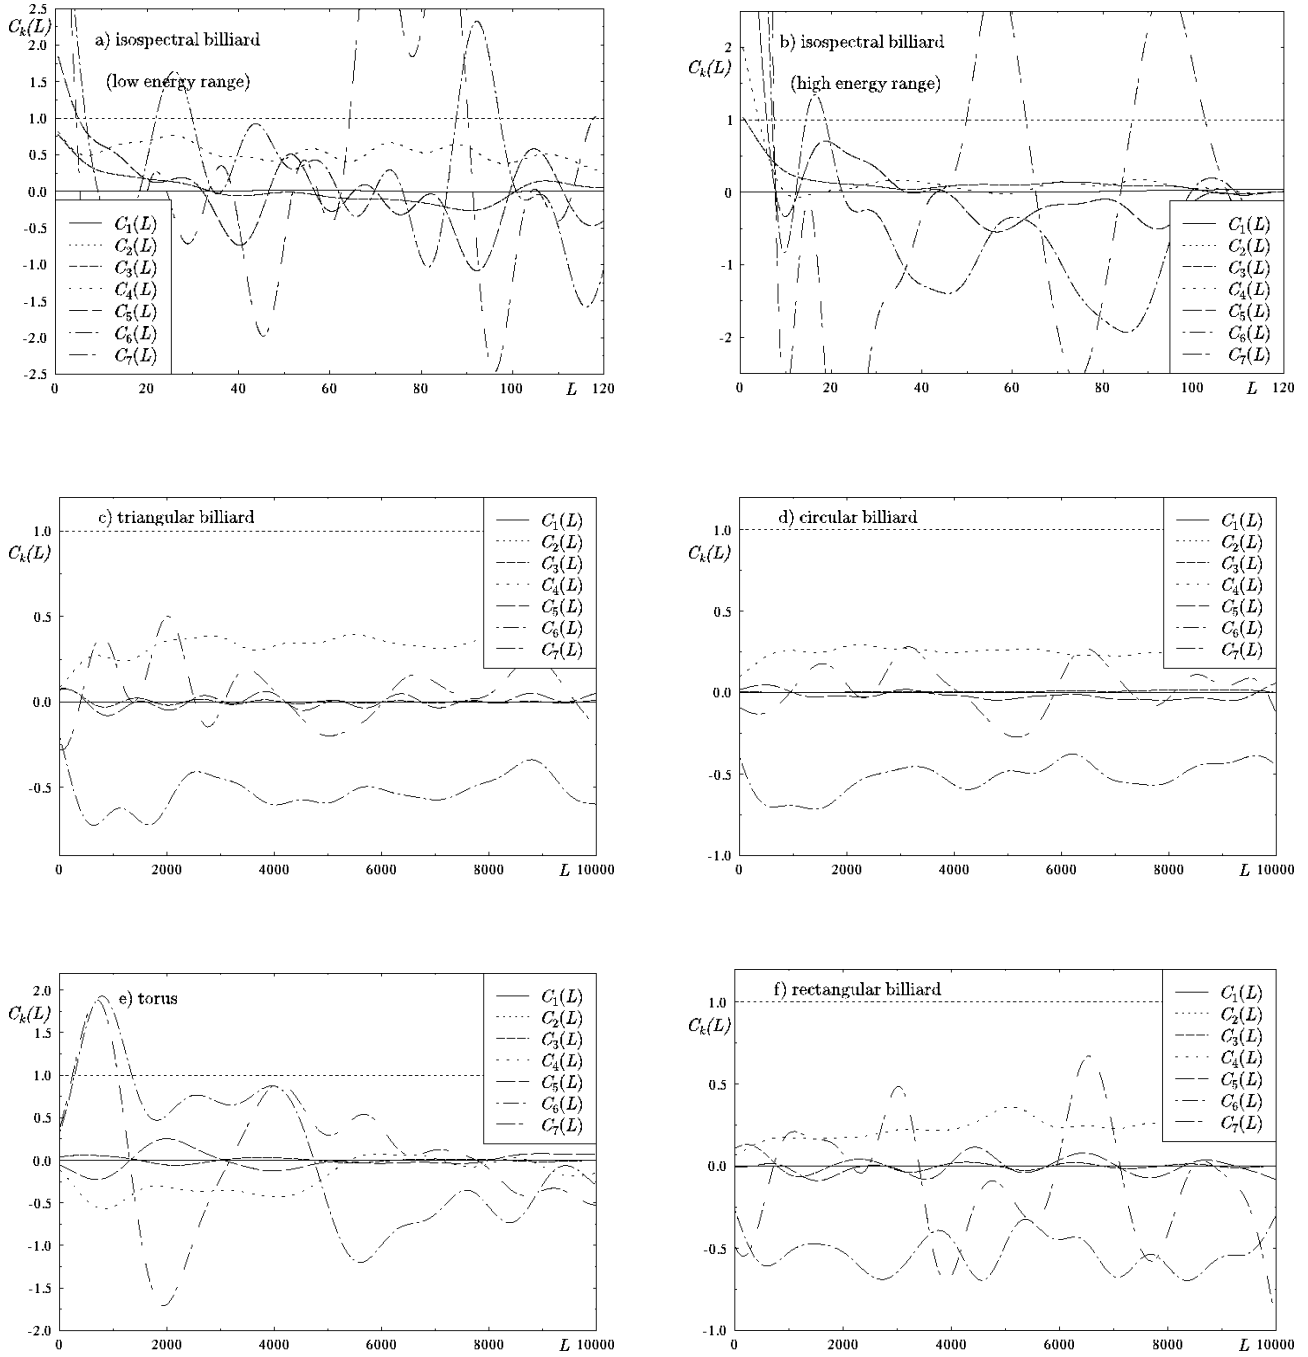 C_k(L)
a) isospectral billiard
(low energy range)
2.5
2.0
1.5
1.0
0.5
0.0
-0.5
-1.0
-1.5
-2.0
-2.5
C_1(L)
C_2(L)
C_3(L)
C_4(L)
C_5(L)
C_6(L)
C_7(L)
0 20 40 60 80 100 L 120
C_k(L)
b) isospectral billiard
(high energy range)
2
1
0
-1
-2
C_1(L)
C_2(L)
C_3(L)
C_4(L)
C_5(L)
C_6(L)
C_7(L)
0 20 40 60 80 100 L 120
c) triangular billiard
C_k(L)
1.0
0.5
0.0
-0.5
C_1(L)
C_2(L)
C_3(L)
C_4(L)
C_5(L)
C_6(L)
C_7(L)
0 2000 4000 6000 8000 L 10000
d) circular billiard
C_k(L)
1.0
0.5
0.0
-0.5
-1.0
C_1(L)
C_2(L)
C_3(L)
C_4(L)
C_5(L)
C_6(L)
C_7(L)
0 2000 4000 6000 8000 L 10000
e) torus
C_k(L)
2.0
1.5
1.0
0.5
0.0
-0.5
-1.0
-1.5
-2.0
C_1(L)
C_2(L)
C_3(L)
C_4(L)
C_5(L)
C_6(L)
C_7(L)
0 2000 4000 6000 8000 L 10000
f) rectangular billiard
C_k(L)
1.0
0.5
0.0
-0.5
-1.0
C_1(L)
C_2(L)
C_3(L)
C_4(L)
C_5(L)
C_6(L)
C_7(L)
0 2000 4000 6000 8000 L 10000